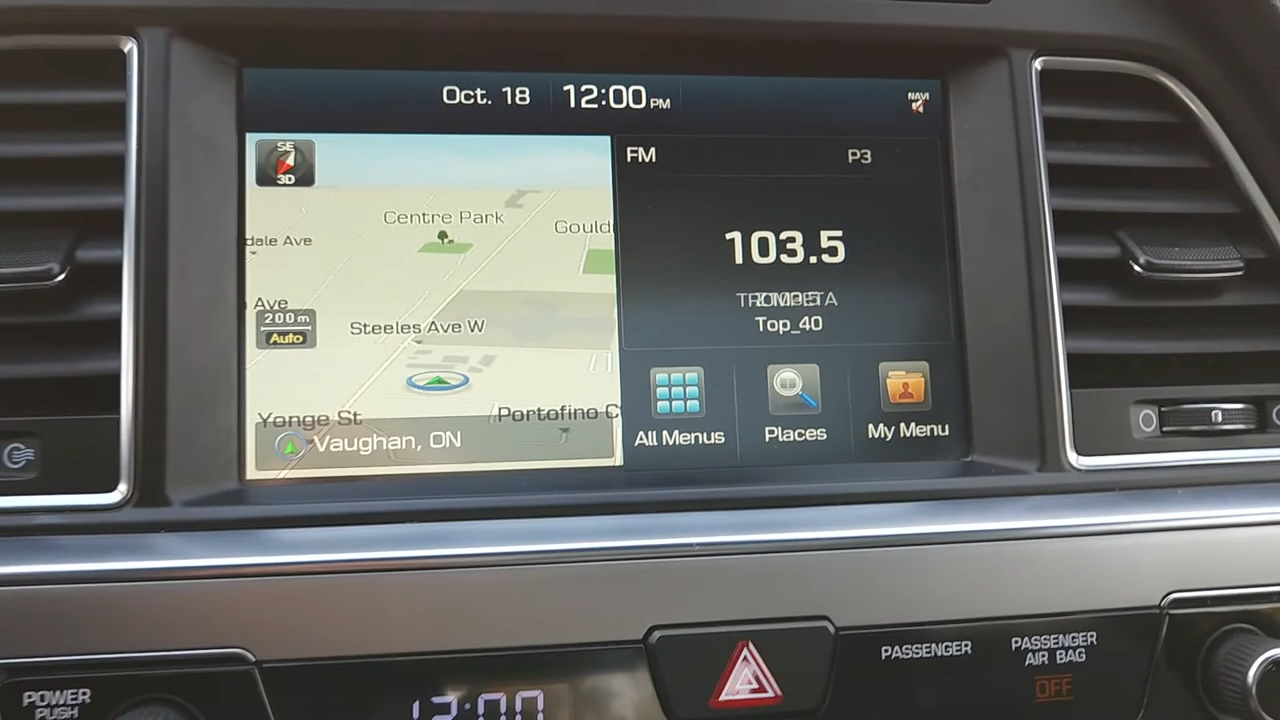 Oct. 18 12:00 PM
NAVI
SE
3D
FM P3
Centre Park
Gould
dale Ave
103.5
Ave
200 m
Auto
Steeles Ave W
Top_40
Yonge St
Portofino C
Vaughan, ON
All Menus
Places
My Menu
PASSENGER
PASSENGER
AIR BAG
OFF
POWER
PUSH
12:00